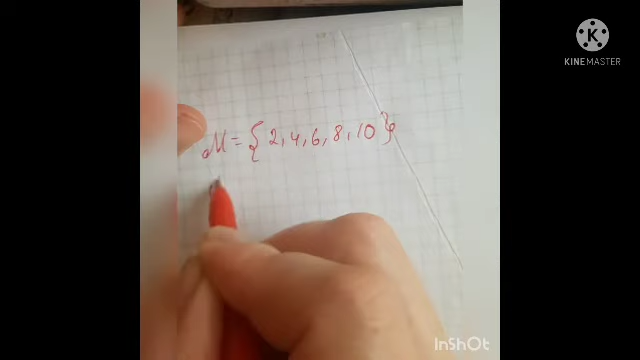 M = { 2, 4, 6, 8, 10 }
KINEMASTER
InShOt